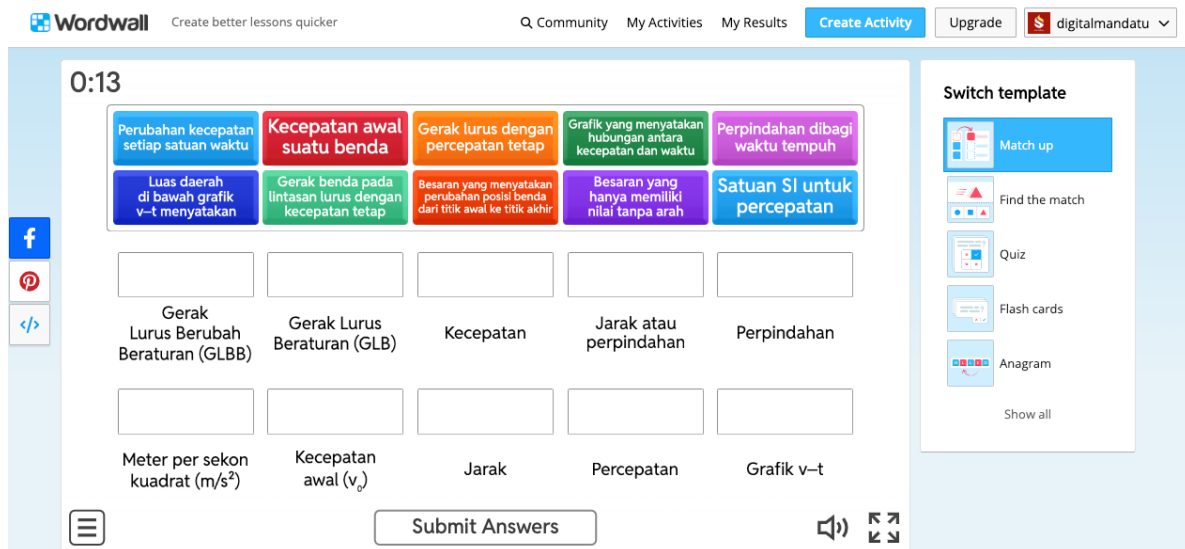 Wordwall
Create better lessons quicker
Community
My Activities
My Results
Create Activity
Upgrade
digitalmandatu
0:13
Perubahan kecepatan
setiap satuan waktu
Kecepatan awal
suatu benda
Gerak lurus dengan
percepatan tetap
Grafik yang menyatakan
hubungan antara
kecepatan dan waktu
Perpindahan dibagi
waktu tempuh
Luas daerah
di bawah grafik
v–t menyatakan
Gerak benda pada
lintasan lurus dengan
kecepatan tetap
Besaran yang menyatakan
perubahan posisi benda
dari titik awal ke titik akhir
Besaran yang
hanya memiliki
nilai tanpa arah
Satuan SI untuk
percepatan
Gerak
Lurus Berubah
Beraturan (GLBB)
Gerak Lurus
Beraturan (GLB)
Kecepatan
Jarak atau
perpindahan
Perpindahan
Meter per sekon
kuadrat (m/s²)
Kecepatan
awal (v₀)
Jarak
Percepatan
Grafik v–t
Submit Answers
Switch template
Match up
Find the match
Quiz
Flash cards
Anagram
Show all